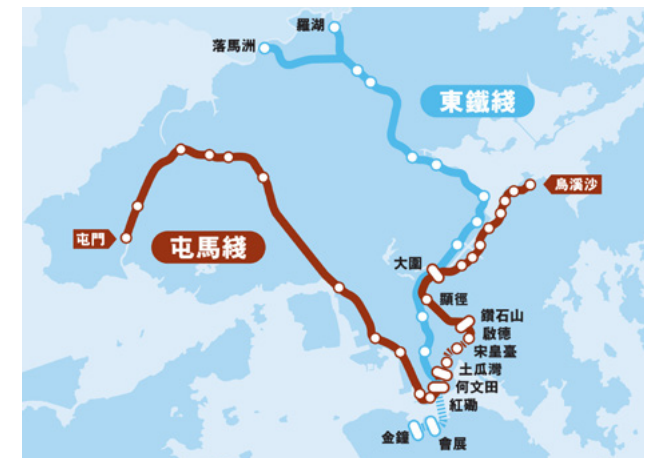 羅湖
落馬洲
東鐵綫
烏溪沙
屯門
屯馬綫
大圍
顯徑
鑽石山
啟德
宋皇臺
土瓜灣
何文田
紅磡
金鐘
會展